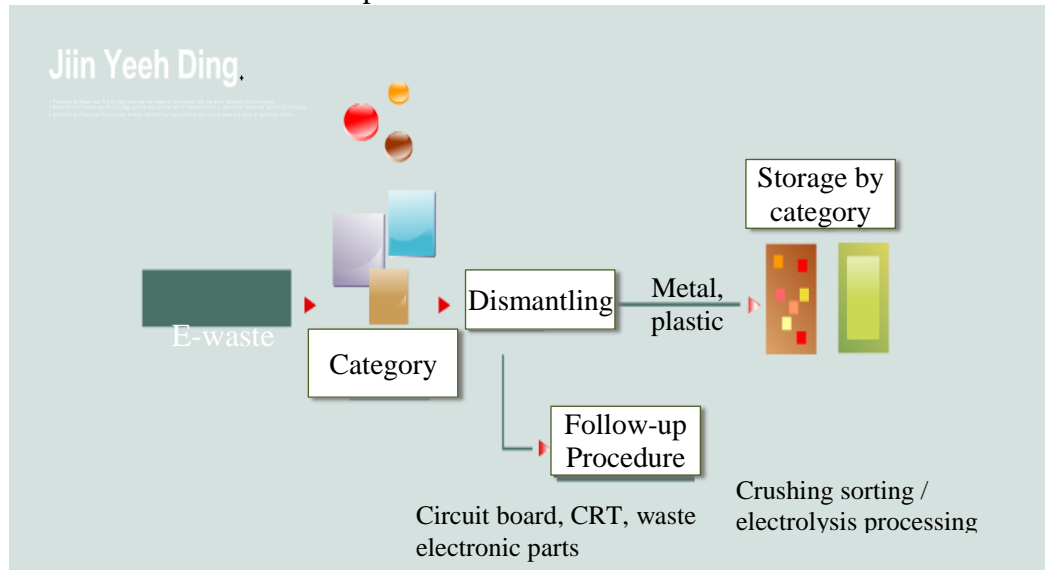 Jiin Yeeh Ding
Storage by
category
Dismantling
Metal,
plastic
E-waste
Category
Follow-up
Procedure
Circuit board, CRT, waste
electronic parts
Crushing sorting /
electrolysis processing